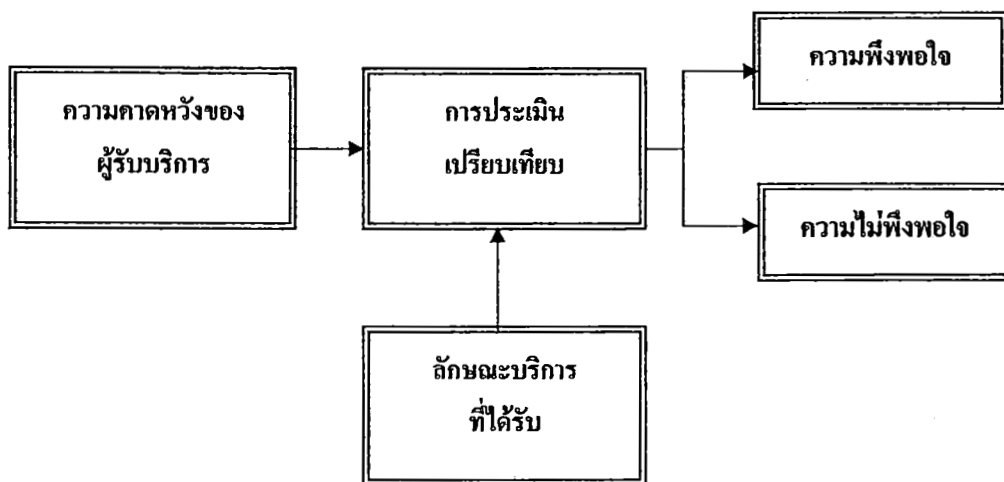 ความคาดหวังของ
ผู้รับบริการ
การประเมิน
เปรียบเทียบ
ความพึงพอใจ
ความไม่พึงพอใจ
ลักษณะบริการ
ที่ได้รับ